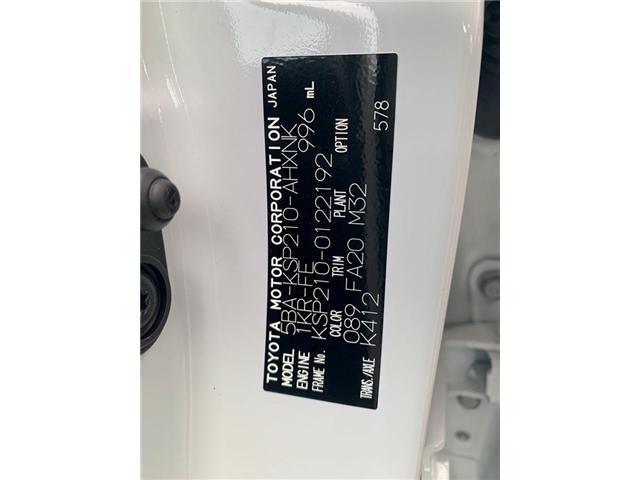 TOYOTA MOTOR CORPORATION JAPAN
MODEL 5BA-KSP210-AHXNK
ENGINE 1KR-FE 996 mL
FRAME No. KSP210-0122192
COLOR TRIM PLANT OPTION
089 FA20 M32
TRANS./AXLE K412 578